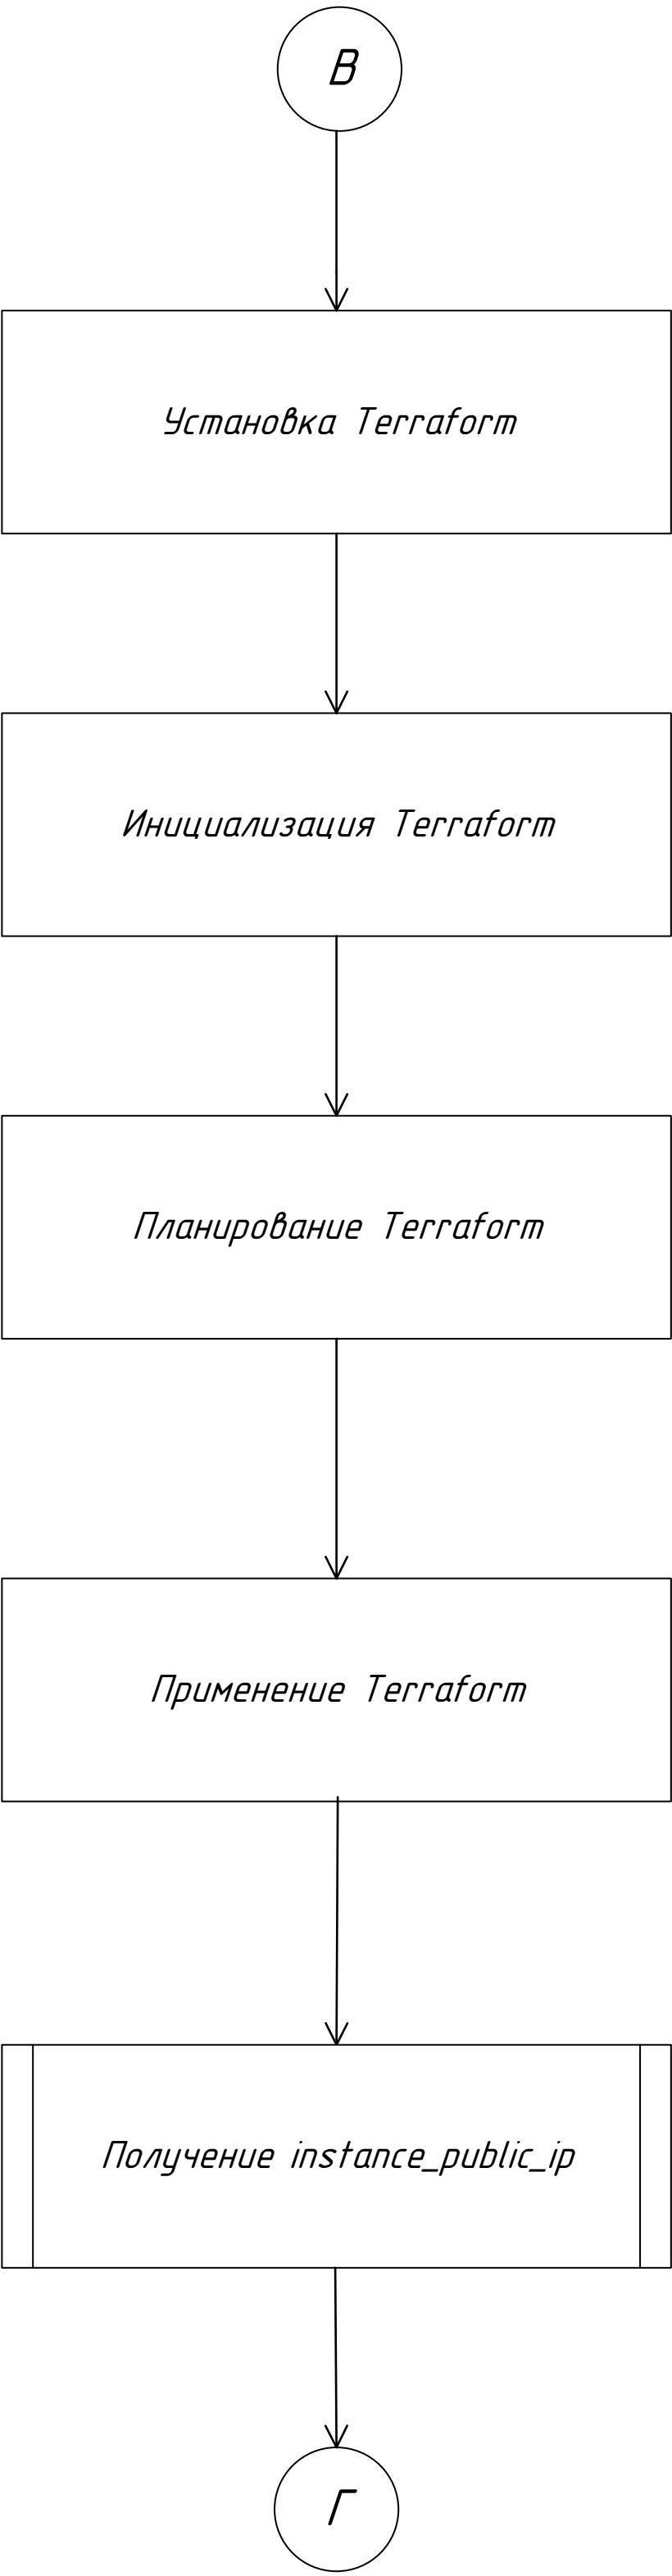 В
Установка Terraform
Инициализация Terraform
Планирование Terraform
Применение Terraform
Получение instance_public_ip
Г